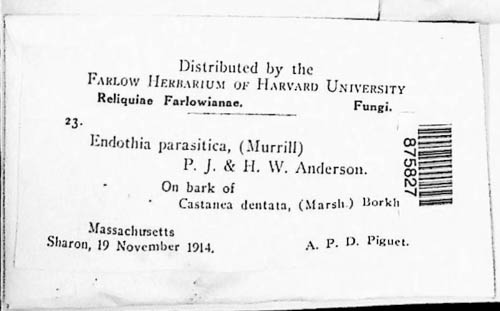 Distributed by the
FARLOW HERBARIUM OF HARVARD UNIVERSITY
Reliquiae Farlowianae. Fungi.
23.
Endothia parasitica, (Murrill)
P. J. & H. W. Anderson.
On bark of
Castanea dentata, (Marsh.) Borkh
Massachusetts
Sharon, 19 November 1914. A. P. D. Piguet.
875827